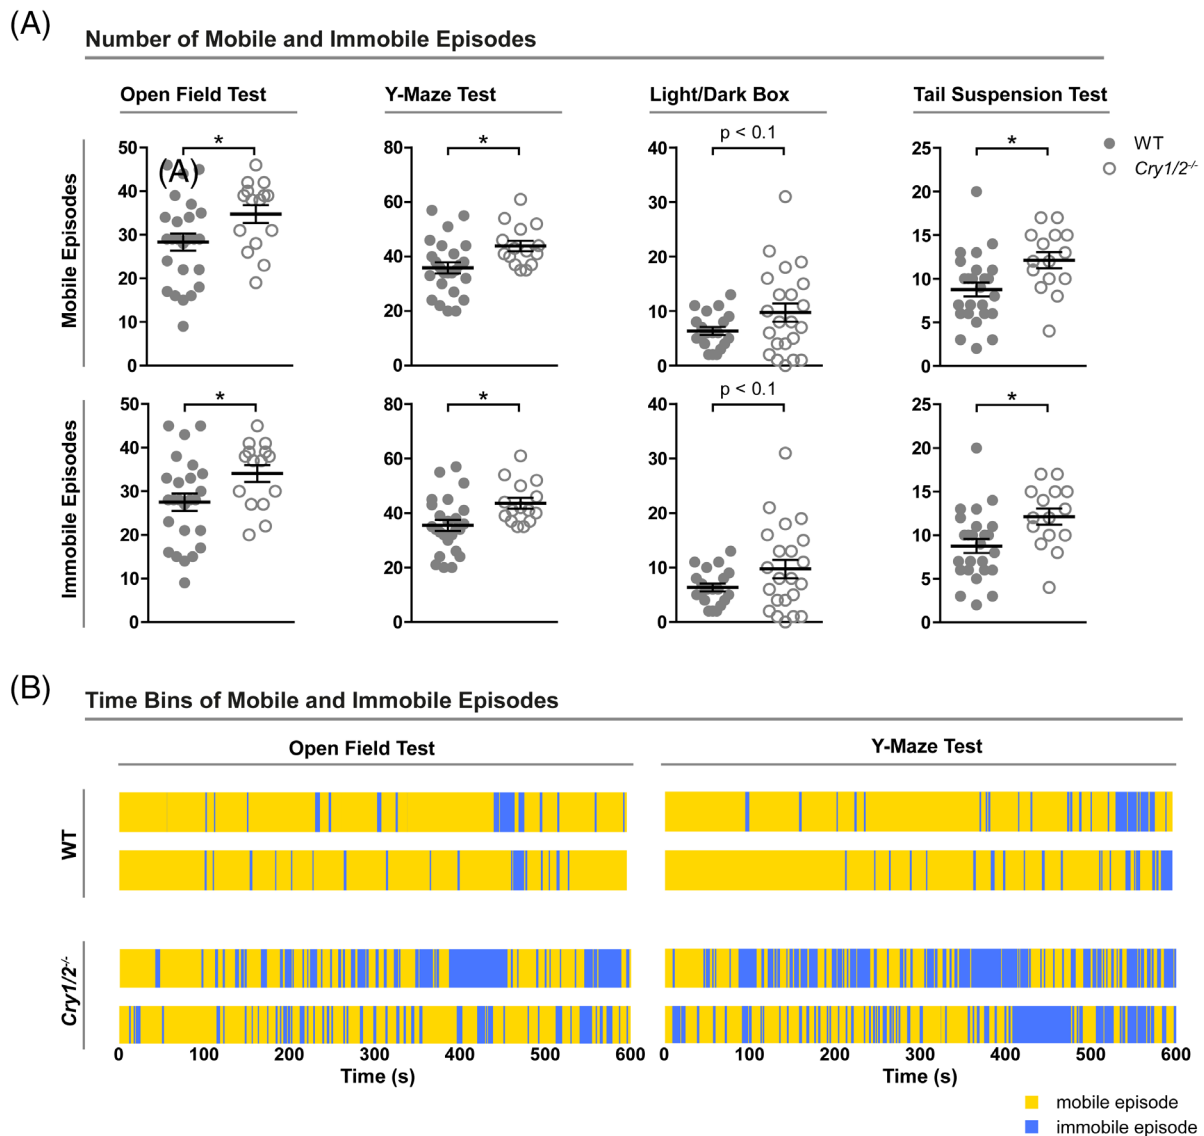 (A)
Number of Mobile and Immobile Episodes
Open Field Test
Y-Maze Test
Light/Dark Box
Tail Suspension Test
WT
Cry1/2-/-
Mobile Episodes
50
40
30
20
10
0
*
(A)
80
60
40
20
0
*
40
30
20
10
0
p < 0.1
25
20
15
10
5
0
*
Immobile Episodes
50
40
30
20
10
0
*
80
60
40
20
0
*
40
30
20
10
0
p < 0.1
25
20
15
10
5
0
*
(B)
Time Bins of Mobile and Immobile Episodes
Open Field Test
Y-Maze Test
WT
Cry1/2-/-
0 100 200 300 400 500 600
0 100 200 300 400 500 600
Time (s)
Time (s)
mobile episode
immobile episode